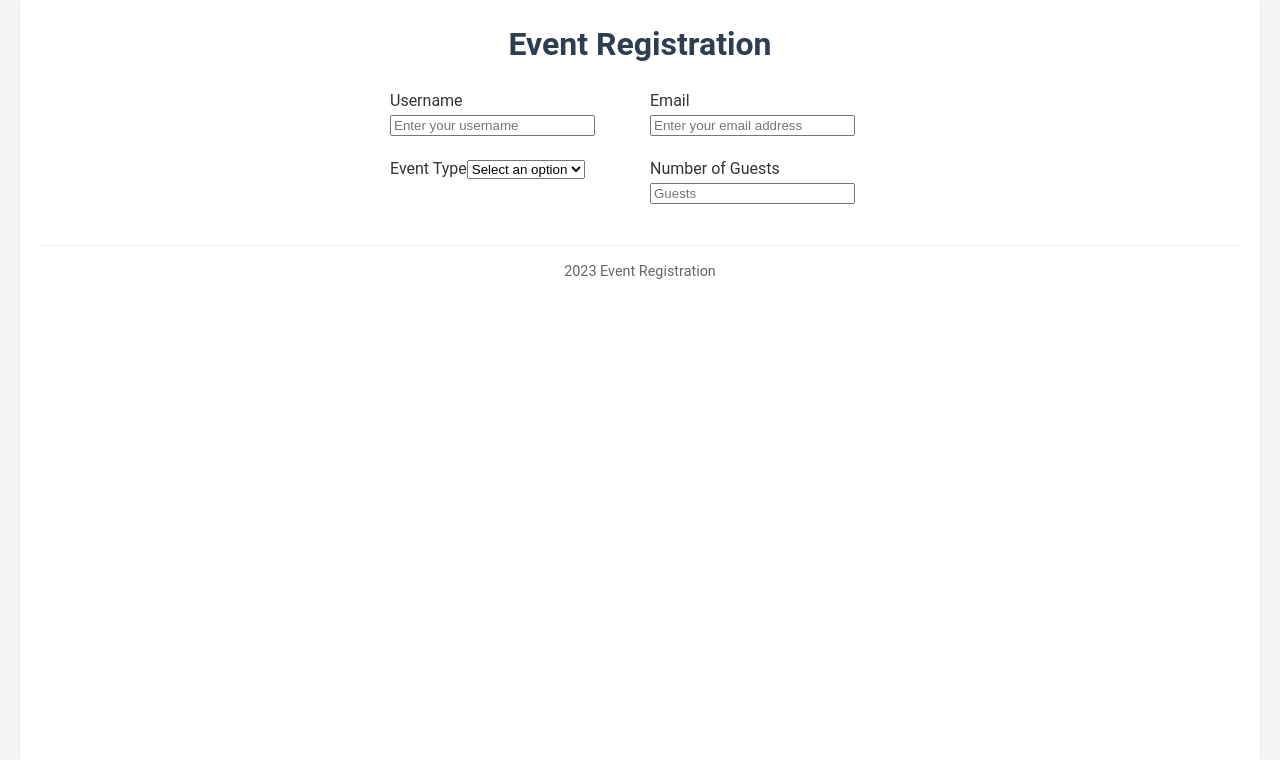 Event Registration
Username
Email
Enter your username
Enter your email address
Event Type
Select an option
Number of Guests
Guests
2023 Event Registration